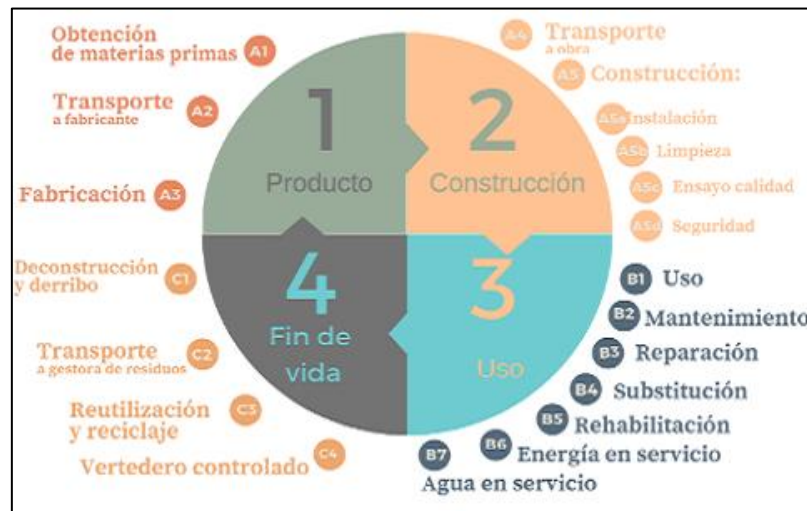 Obtención
de materias primas A1
Transporte
a fabricante A2
Fabricación A3
1
Producto
2
Construcción
A4 Transporte
a obra
A5 Construcción:
A5a Instalación
A5b Limpieza
A5c Ensayo calidad
A5d Seguridad
3
Uso
B1 Uso
B2 Mantenimiento
B3 Reparación
B4 Substitución
B5 Rehabilitación
B6 Energía en servicio
B7
Agua en servicio
4
Fin de
vida
Deconstrucción
y derribo C1
Transporte
a gestora de residuos C2
Reutilización
y reciclaje C3
Vertedero controlado C4